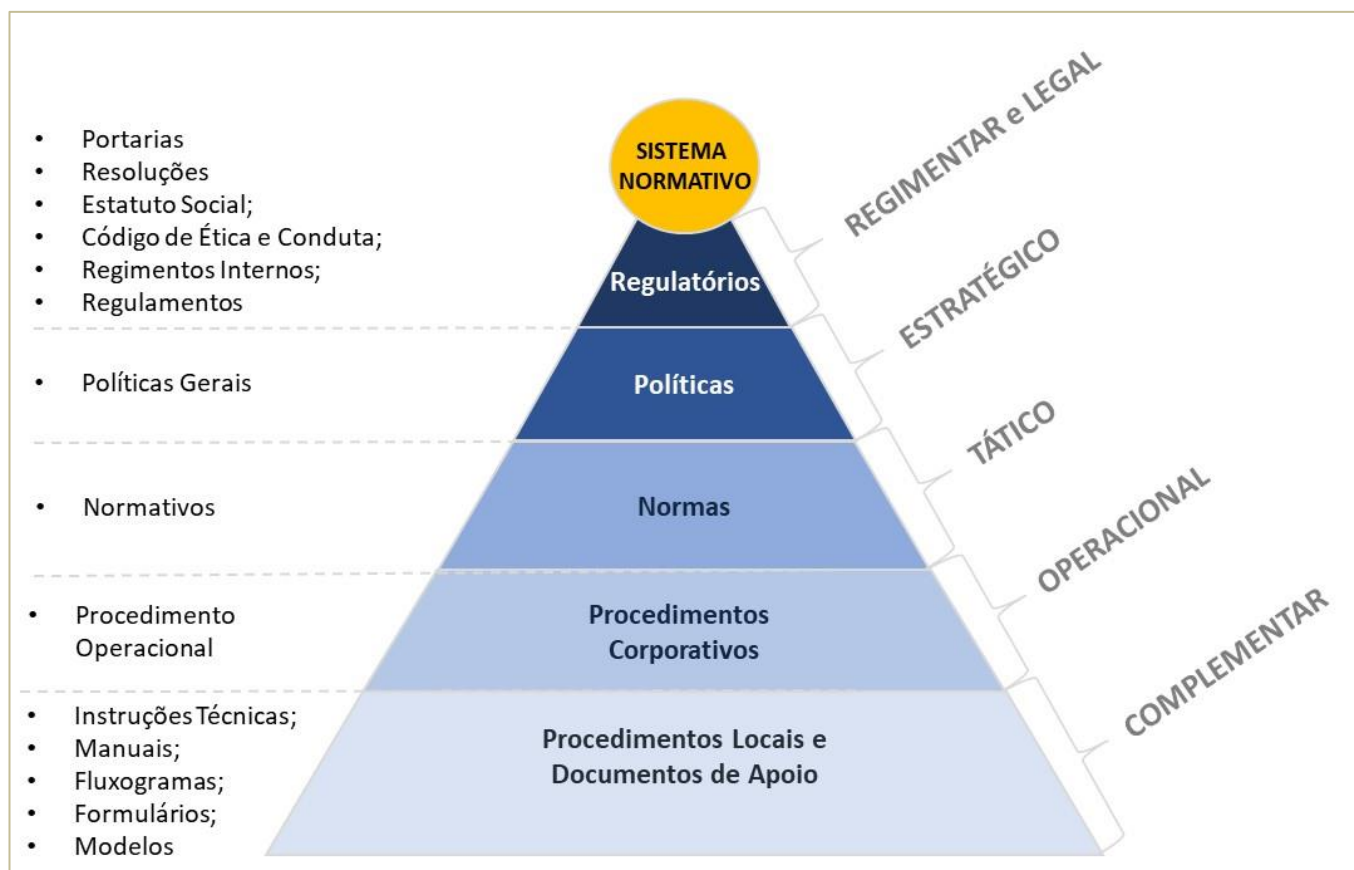 • Portarias
• Resoluções
• Estatuto Social;
• Código de Ética e Conduta;
• Regimentos Internos;
• Regulamentos
SISTEMA
NORMATIVO
Regulatórios
REGIMENTAR e LEGAL
• Políticas Gerais
Políticas
ESTRATÉGICO
• Normativos
Normas
TÁTICO
• Procedimento
Operacional
Procedimentos
Corporativos
OPERACIONAL
• Instruções Técnicas;
• Manuais;
• Fluxogramas;
• Formulários;
• Modelos
Procedimentos Locais e
Documentos de Apoio
COMPLEMENTAR